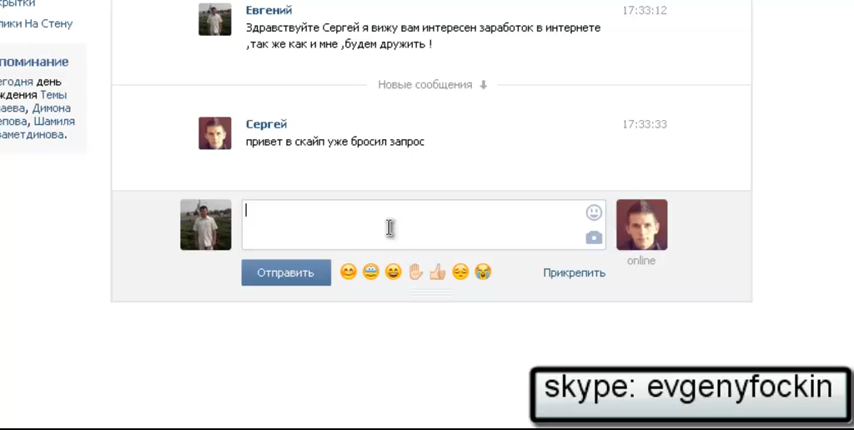 крытки
лики На Стену
поминание
егодня день
ждения Темы
аева, Димона
епова, Шамиля
заметдинова.
Евгений
17:33:12
Здравствуйте Сергей я вижу вам интересен заработок в интернете
,так же как и мне ,будем дружить !
Новые сообщения
Сергей
17:33:33
привет в скайп уже бросил запрос
online
Отправить
Прикрепить
skype: evgenyfockin